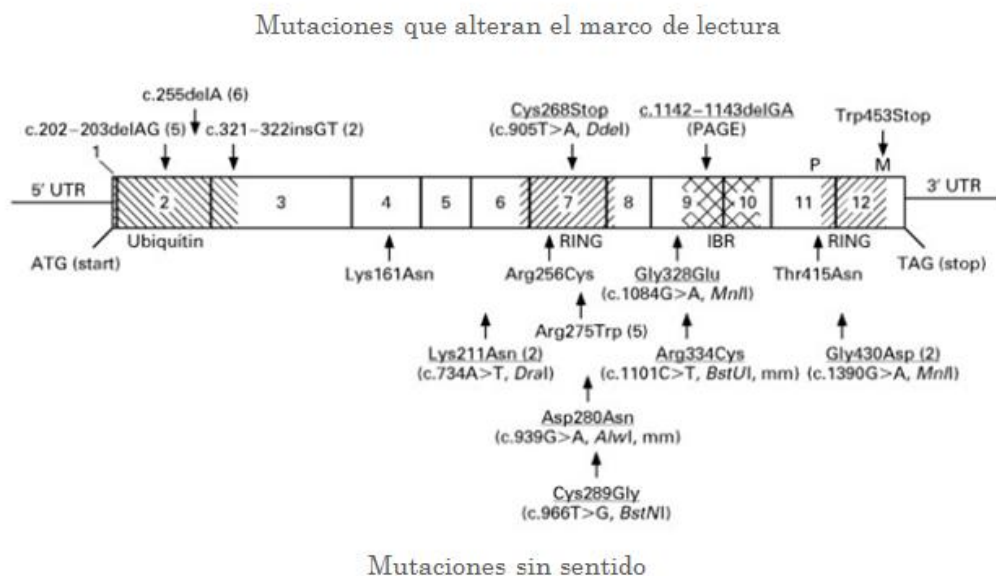 Mutaciones que alteran el marco de lectura
c.255delA (6)
c.202–203delAG (5)
c.321–322insGT (2)
Cys268Stop
(c.905T>A, DdeI)
c.1142–1143delGA
(PAGE)
Trp453Stop
1
P
M
5' UTR
2
3
4
5
6
7
8
9
10
11
12
3' UTR
Ubiquitin
RING
IBR
RING
ATG (start)
TAG (stop)
Lys161Asn
Arg256Cys
Gly328Glu
(c.1084G>A, MnlI)
Thr415Asn
Arg275Trp (5)
Lys211Asn (2)
(c.734A>T, DraI)
Arg334Cys
(c.1101C>T, BstUI, mm)
Gly430Asp (2)
(c.1390G>A, MnlI)
Asp280Asn
(c.939G>A, AlwI, mm)
Cys289Gly
(c.966T>G, BstNI)
Mutaciones sin sentido